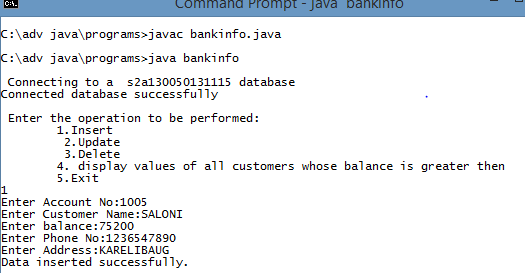 Command Prompt - java bankinfo
C:\adv java\programs>javac bankinfo.java
C:\adv java\programs>java bankinfo
Connecting to a s2a130050131115 database
Connected database successfully
Enter the operation to be performed:
1.Insert
2.Update
3.Delete
4. display values of all customers whose balance is greater then
5.Exit
1
Enter Account No:1005
Enter Customer Name:SALONI
Enter balance:75200
Enter Phone No:1236547890
Enter Address:KARELIBAUG
Data inserted successfully.